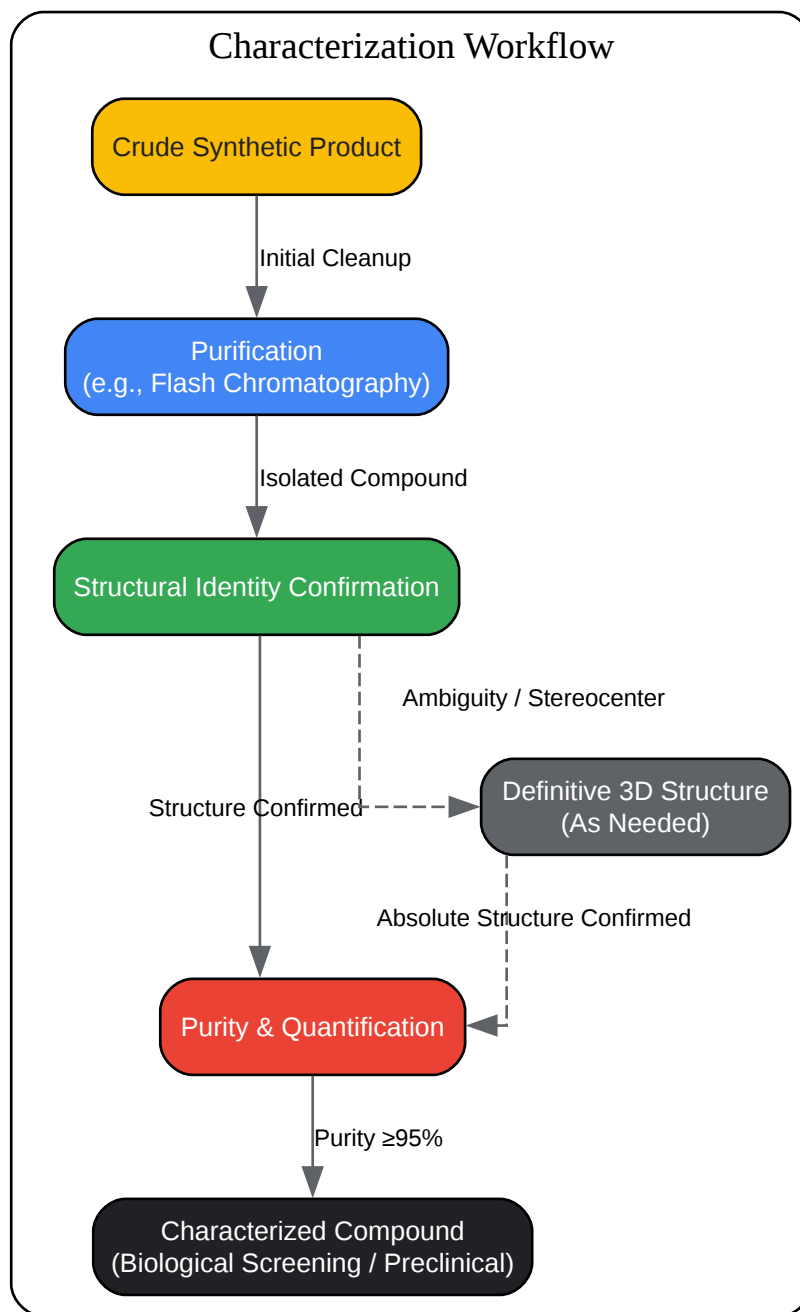 Characterization Workflow
Crude Synthetic Product
Initial Cleanup
Purification
(e.g., Flash Chromatography)
Isolated Compound
Structural Identity Confirmation
Ambiguity / Stereocenter
Definitive 3D Structure
(As Needed)
Structure Confirmed
Absolute Structure Confirmed
Purity & Quantification
Purity ≥95%
Characterized Compound
(Biological Screening / Preclinical)